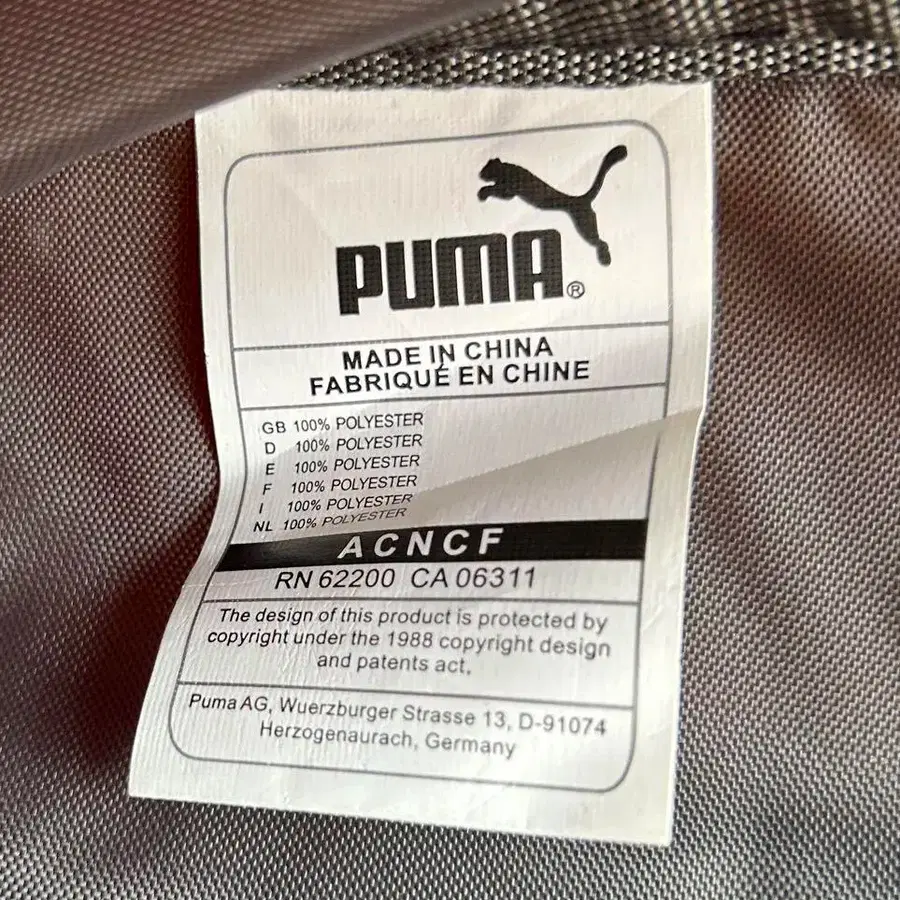 PUMA®
MADE IN CHINA
FABRIQUÉ EN CHINE
GB 100% POLYESTER
D 100% POLYESTER
E 100% POLYESTER
F 100% POLYESTER
I 100% POLYESTER
NL 100% POLYESTER
ACNCF
RN 62200 CA 06311
The design of this product is protected by
copyright under the 1988 copyright design
and patents act,
Puma AG, Wuerzburger Strasse 13, D-91074
Herzogenaurach, Germany